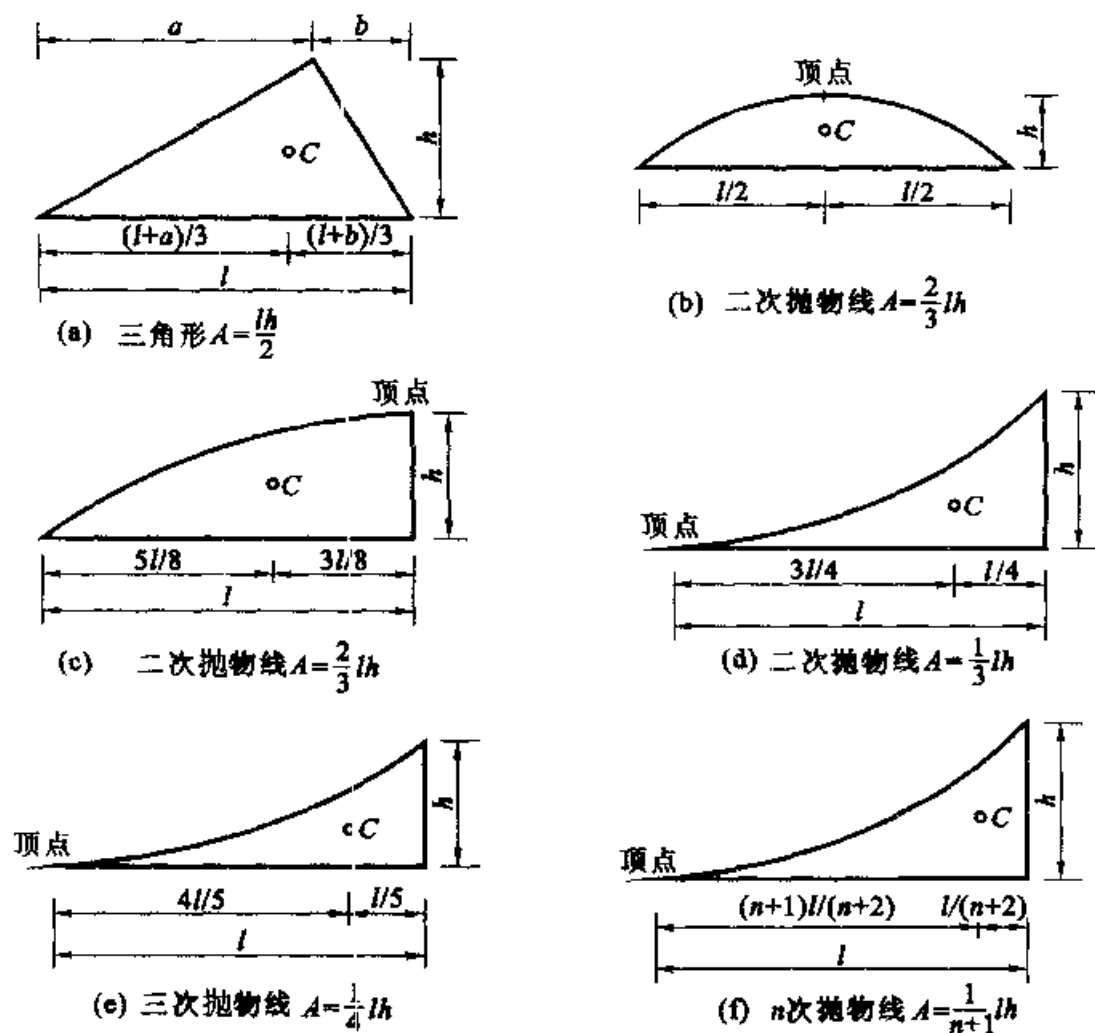 a
b
h
C
(l+a)/3
(l+b)/3
l
(a) 三角形 A=lh/2
顶点
C
h
l/2
l/2
(b) 二次抛物线 A=2/3 lh
顶点
C
h
5l/8
3l/8
l
(c) 二次抛物线 A=2/3 lh
顶点
C
h
3l/4
l/4
l
(d) 二次抛物线 A=1/3 lh
顶点
C
h
4l/5
l/5
l
(e) 三次抛物线 A=1/4 lh
顶点
C
h
(n+1)l/(n+2)
l/(n+2)
l
(f) n次抛物线 A=1/(n+1) lh